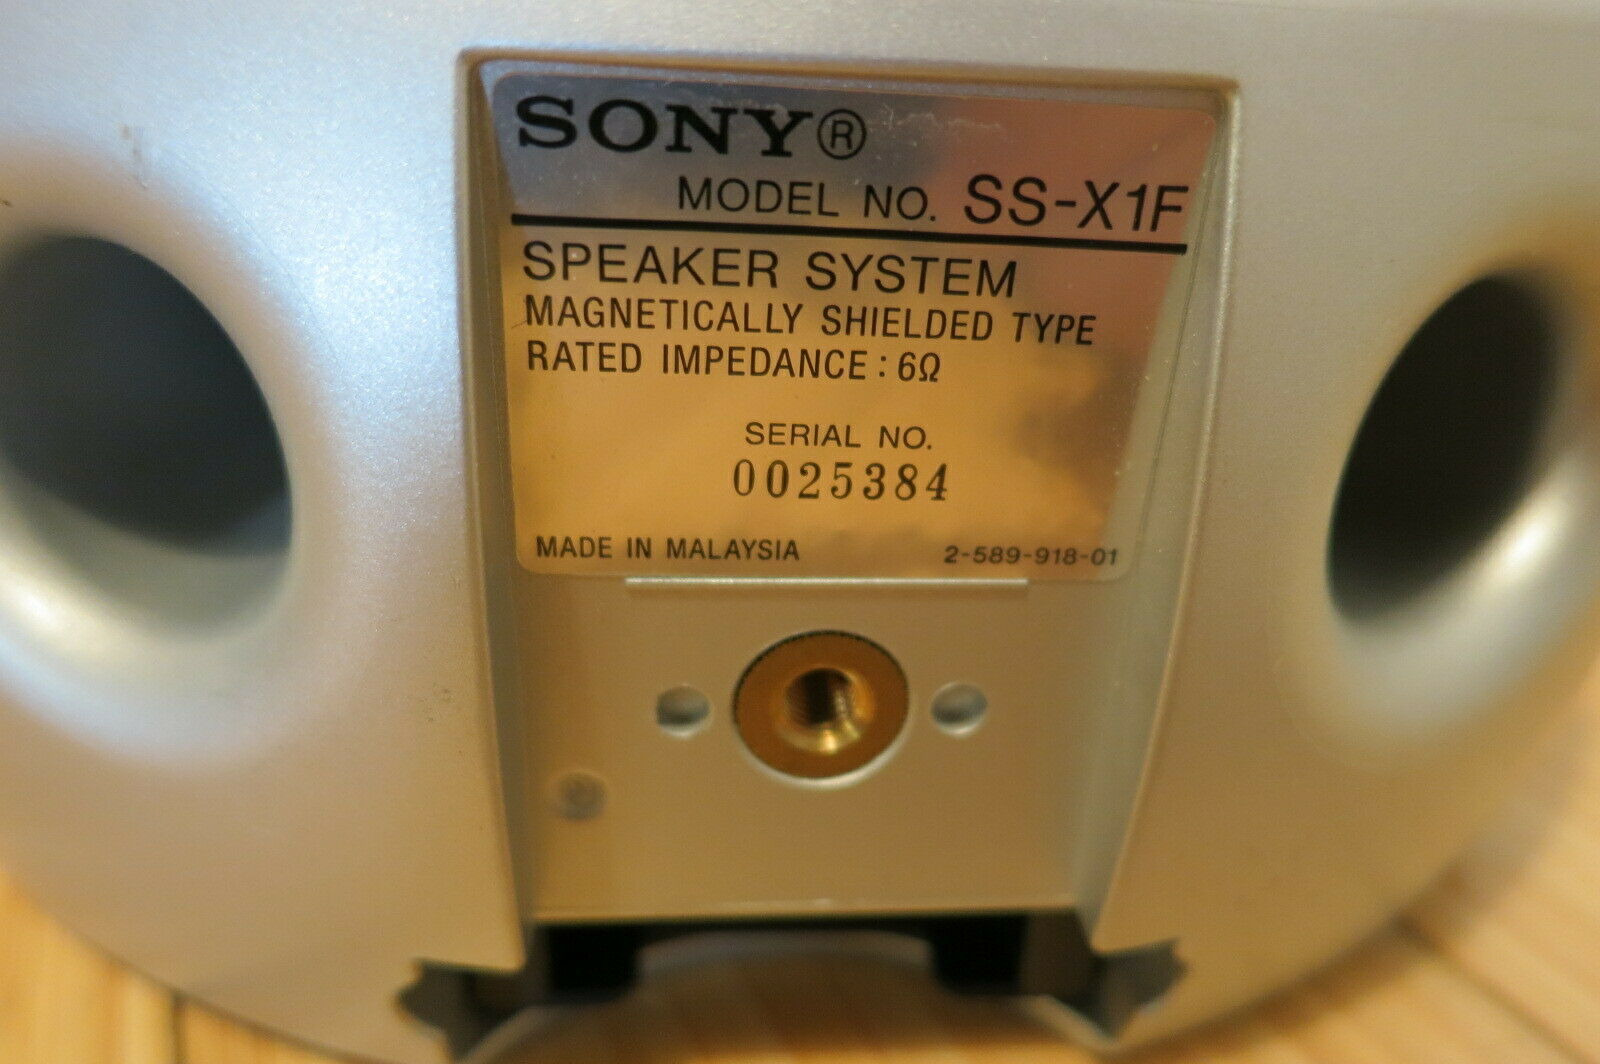 SONY®
MODEL NO. SS-X1F
SPEAKER SYSTEM
MAGNETICALLY SHIELDED TYPE
RATED IMPEDANCE : 6Ω
SERIAL NO.
0025384
MADE IN MALAYSIA 2-589-918-01